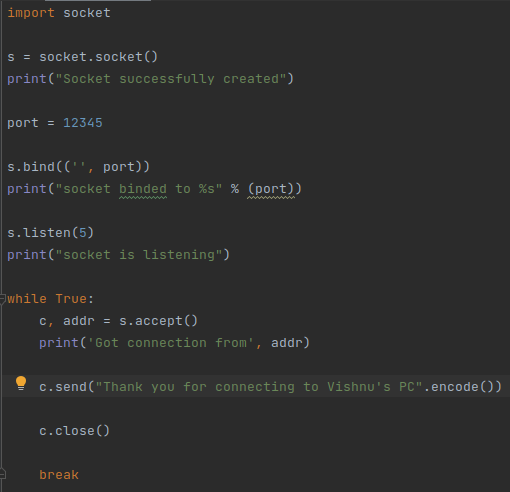 import socket
s = socket.socket()
print("Socket successfully created")
port = 12345
s.bind(('', port))
print("socket binded to %s" % (port))
s.listen(5)
print("socket is listening")
while True:
    c, addr = s.accept()
    print('Got connection from', addr)
    c.send("Thank you for connecting to Vishnu's PC".encode())
    c.close()
    break